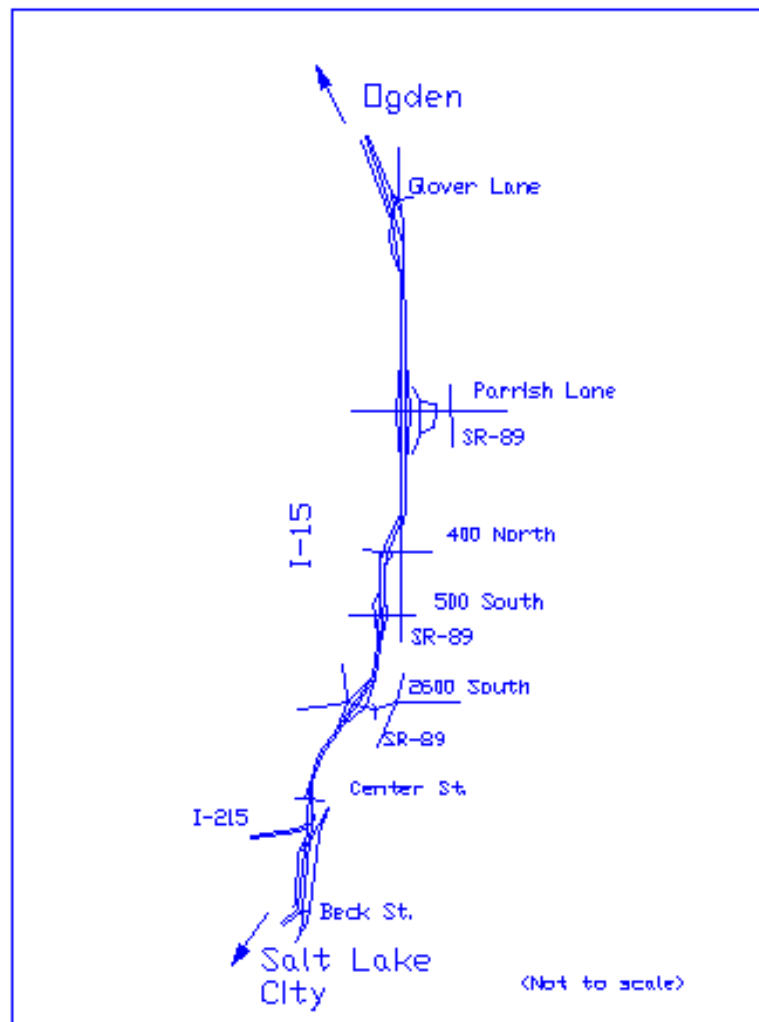 Ogden
Glover Lane
Parrish Lane
SR-89
I-15
400 North
500 South
SR-89
2600 South
SR-89
Center St.
I-215
Beck St.
Salt Lake
City
(Not to scale)